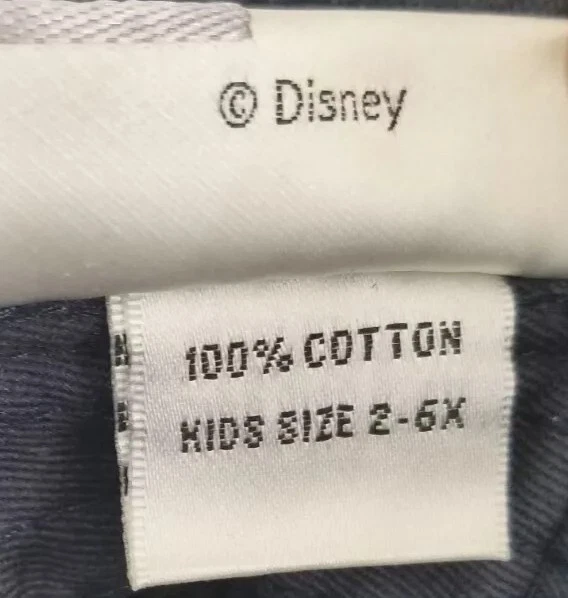 © Disney
100% COTTON
KIDS SIZE 2-6X